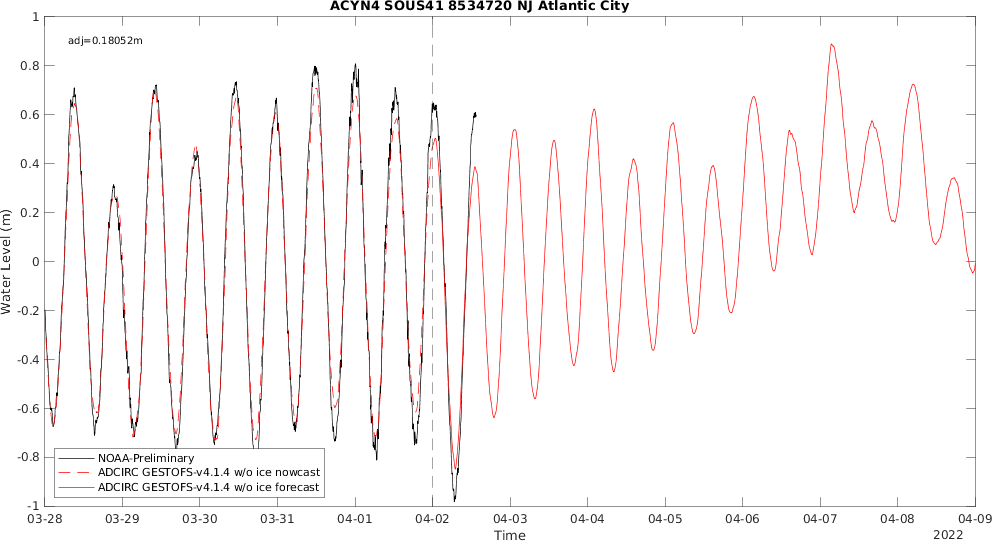 ACYN4 SOUS41 8534720 NJ Atlantic City
adj=0.18052m
1
0.8
0.6
0.4
0.2
0
-0.2
-0.4
-0.6
-0.8
-1
Water Level (m)
NOAA-Preliminary
ADCIRC GESTOFS-v4.1.4 w/o ice nowcast
ADCIRC GESTOFS-v4.1.4 w/o ice forecast
03-28 03-29 03-30 03-31 04-01 04-02 04-03 04-04 04-05 04-06 04-07 04-08 04-09
Time
2022